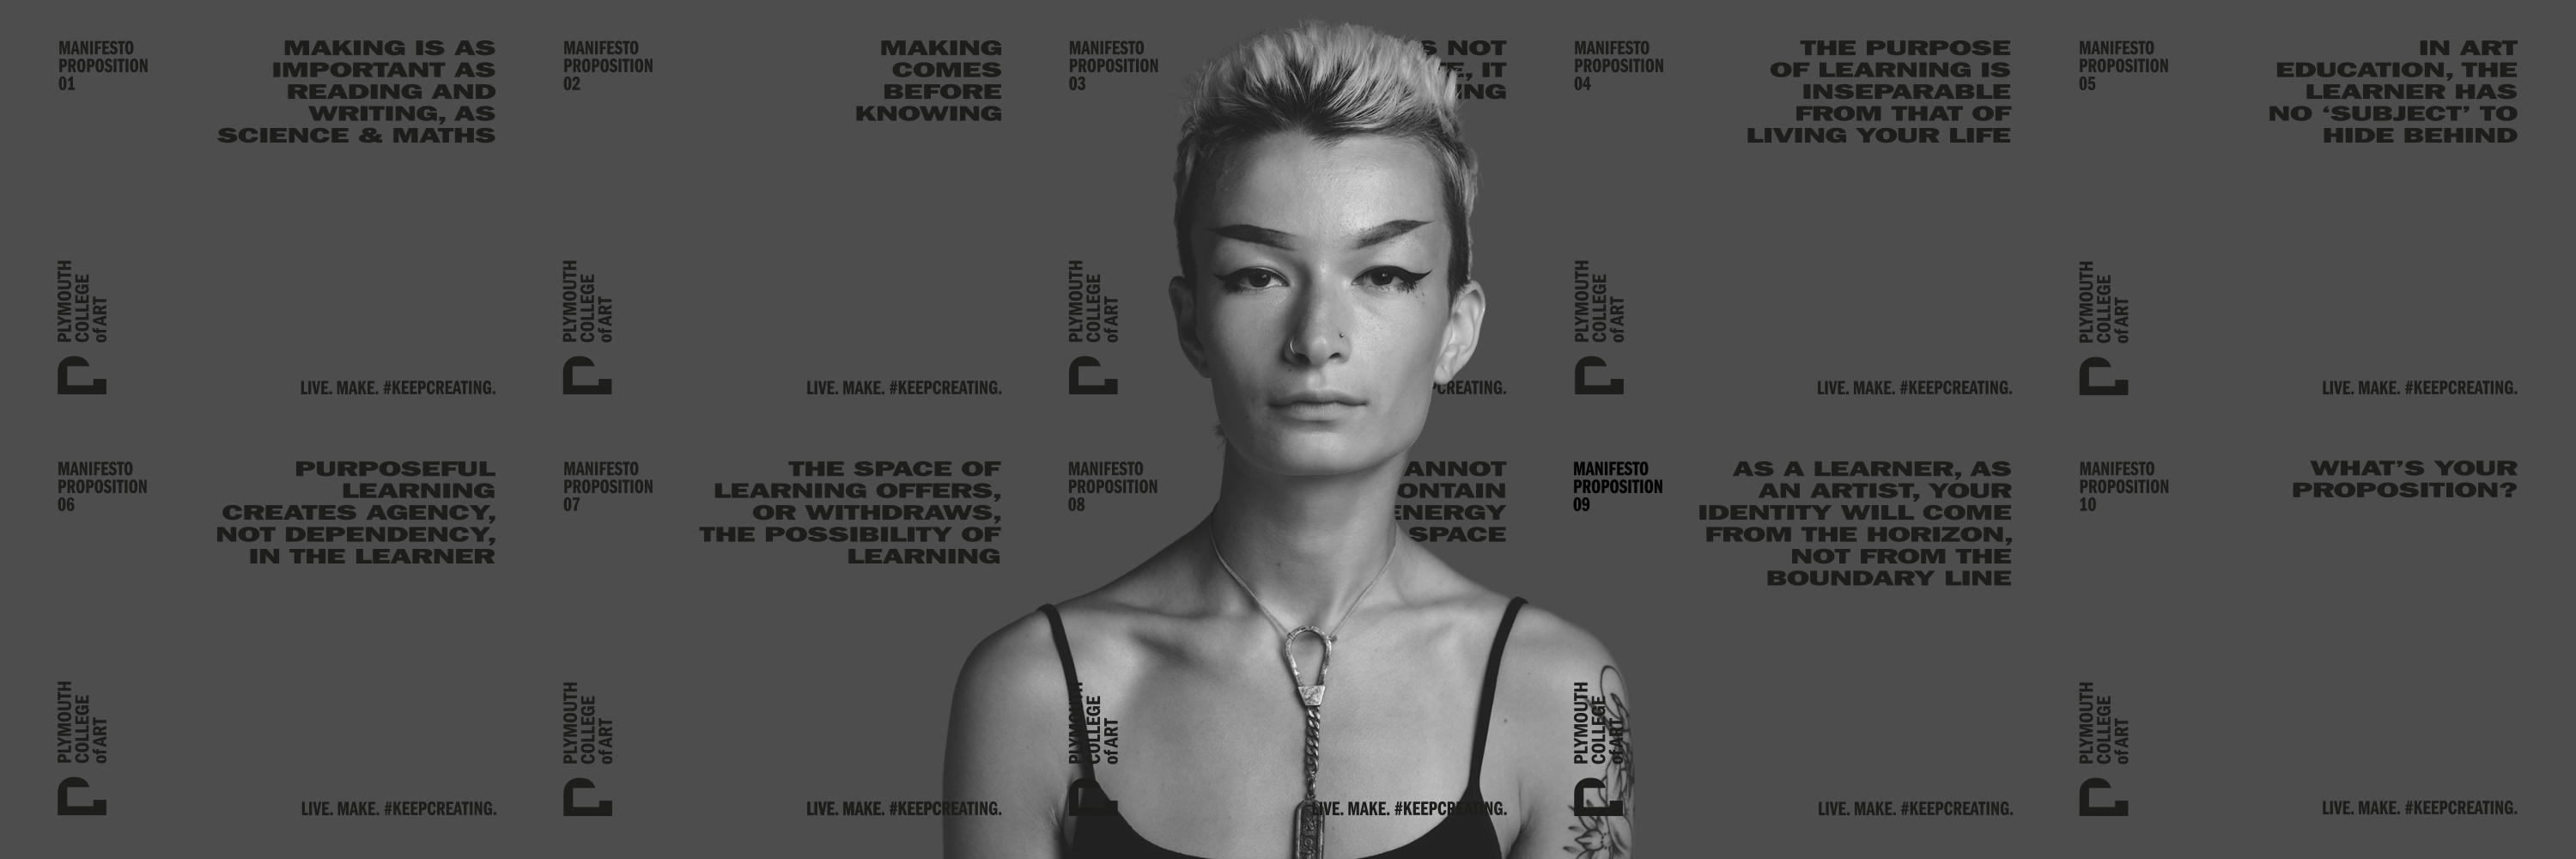 MANIFESTO
PROPOSITION
01
MAKING IS AS
IMPORTANT AS
READING AND
WRITING, AS
SCIENCE & MATHS
PLYMOUTH
COLLEGE
of ART
LIVE. MAKE. #KEEPCREATING.
MANIFESTO
PROPOSITION
02
MAKING
COMES
BEFORE
KNOWING
PLYMOUTH
COLLEGE
of ART
LIVE. MAKE. #KEEPCREATING.
MANIFESTO
PROPOSITION
03
NOT
IT
PLYMOUTH
COLLEGE
of ART
MANIFESTO
PROPOSITION
04
THE PURPOSE
OF LEARNING IS
INSEPARABLE
FROM THAT OF
LIVING YOUR LIFE
PLYMOUTH
COLLEGE
of ART
LIVE. MAKE. #KEEPCREATING.
MANIFESTO
PROPOSITION
05
IN ART
EDUCATION, THE
LEARNER HAS
NO ‘SUBJECT’ TO
HIDE BEHIND
PLYMOUTH
COLLEGE
of ART
LIVE. MAKE. #KEEPCREATING.
MANIFESTO
PROPOSITION
06
PURPOSEFUL
LEARNING
CREATES AGENCY,
NOT DEPENDENCY,
IN THE LEARNER
PLYMOUTH
COLLEGE
of ART
LIVE. MAKE. #KEEPCREATING.
MANIFESTO
PROPOSITION
07
THE SPACE OF
LEARNING OFFERS,
OR WITHDRAWS,
THE POSSIBILITY OF
LEARNING
PLYMOUTH
COLLEGE
of ART
LIVE. MAKE. #KEEPCREATING.
MANIFESTO
PROPOSITION
08
ENERGY
SPACE
PLYMOUTH
COLLEGE
of ART
LIVE. MAKE. #KEEPCREATING.
MANIFESTO
PROPOSITION
09
AS A LEARNER, AS
AN ARTIST, YOUR
IDENTITY WILL COME
FROM THE HORIZON,
NOT FROM THE
BOUNDARY LINE
PLYMOUTH
COLLEGE
of ART
LIVE. MAKE. #KEEPCREATING.
MANIFESTO
PROPOSITION
10
WHAT’S YOUR
PROPOSITION?
PLYMOUTH
COLLEGE
of ART
LIVE. MAKE. #KEEPCREATING.